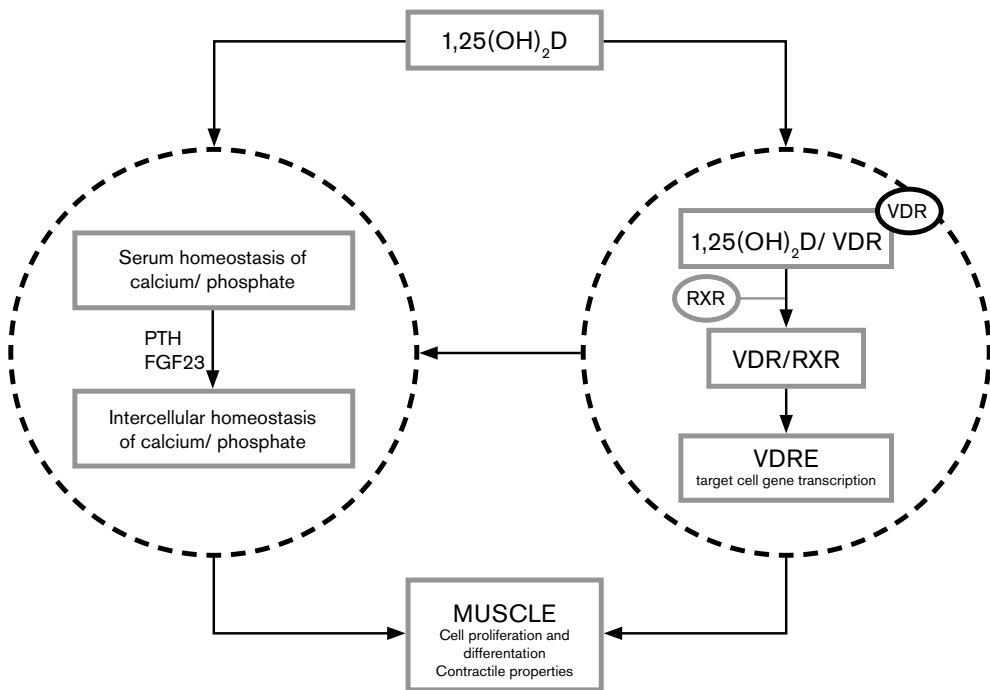 1,25(OH)₂D
Serum homeostasis of
calcium/ phosphate
PTH
FGF23
Intercellular homeostasis
of calcium/ phosphate
VDR
1,25(OH)₂D/ VDR
RXR
VDR/RXR
VDRE
target cell gene transcription
MUSCLE
Cell proliferation and
differentation
Contractile properties